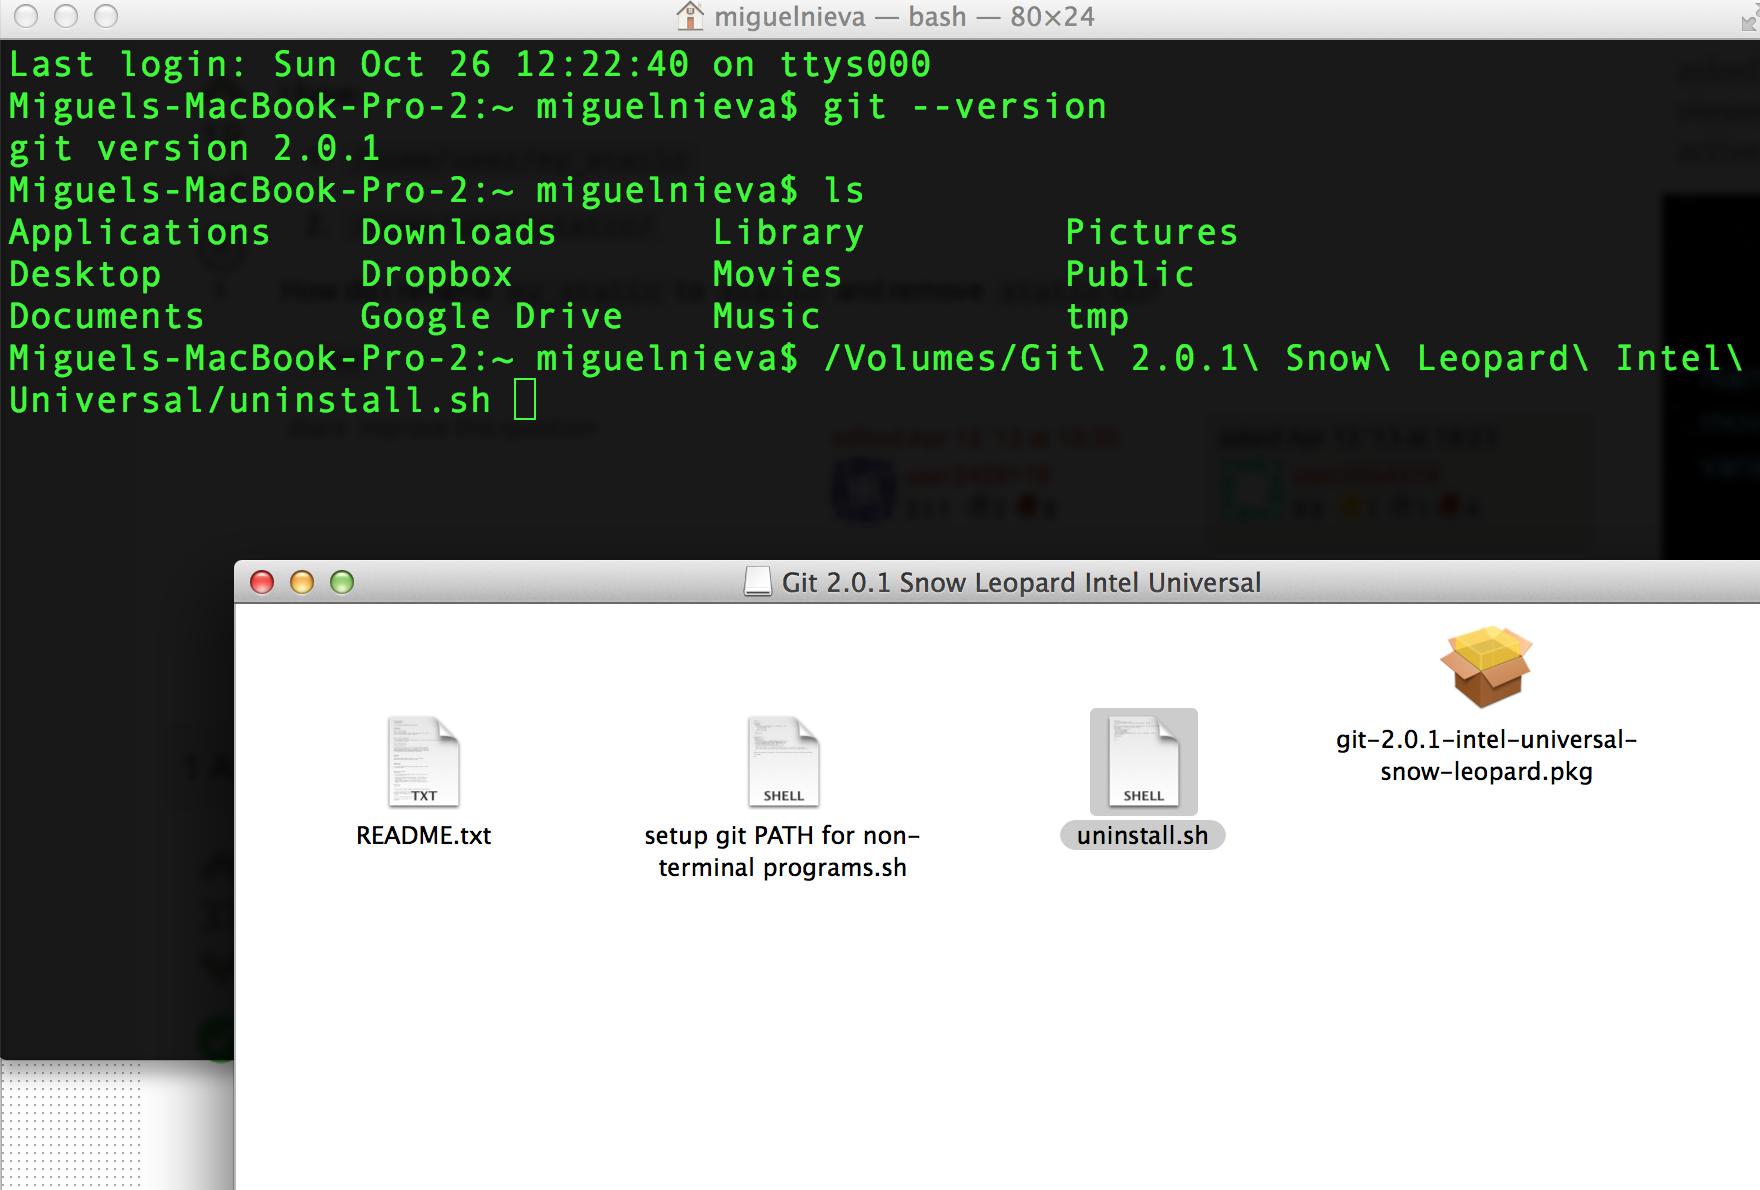 miguelnieva — bash — 80×24
Last login: Sun Oct 26 12:22:40 on ttys000
Miguels-MacBook-Pro-2:~ miguelnieva$ git --version
git version 2.0.1
Miguels-MacBook-Pro-2:~ miguelnieva$ ls
Applications Downloads Library Pictures
Desktop Dropbox Movies Public
Documents Google Drive Music tmp
Miguels-MacBook-Pro-2:~ miguelnieva$ /Volumes/Git\ 2.0.1\ Snow\ Leopard\ Intel\
Universal/uninstall.sh
Git 2.0.1 Snow Leopard Intel Universal
TXT
README.txt
SHELL
setup git PATH for non-
terminal programs.sh
SHELL
uninstall.sh
git-2.0.1-intel-universal-
snow-leopard.pkg